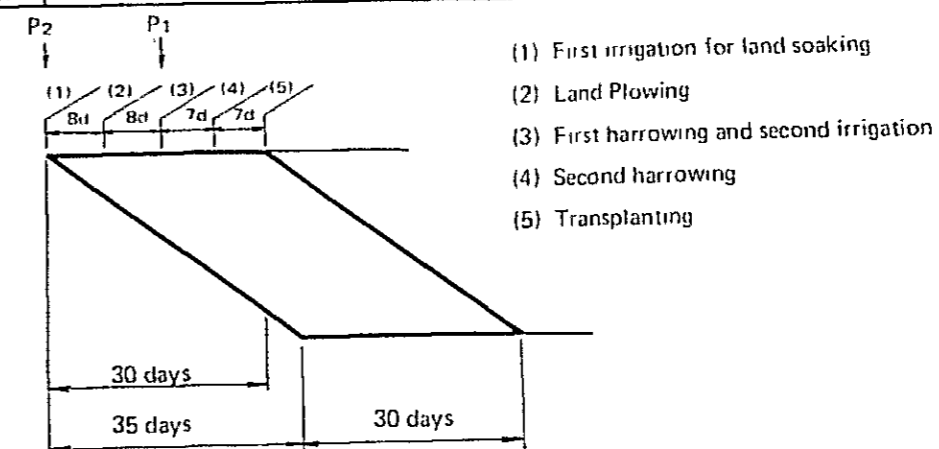 P2 P1
(1) (2) (3) (4) (5)
8d 8d 7d 7d
30 days
35 days 30 days
(1) First irrigation for land soaking
(2) Land Plowing
(3) First harrowing and second irrigation
(4) Second harrowing
(5) Transplanting